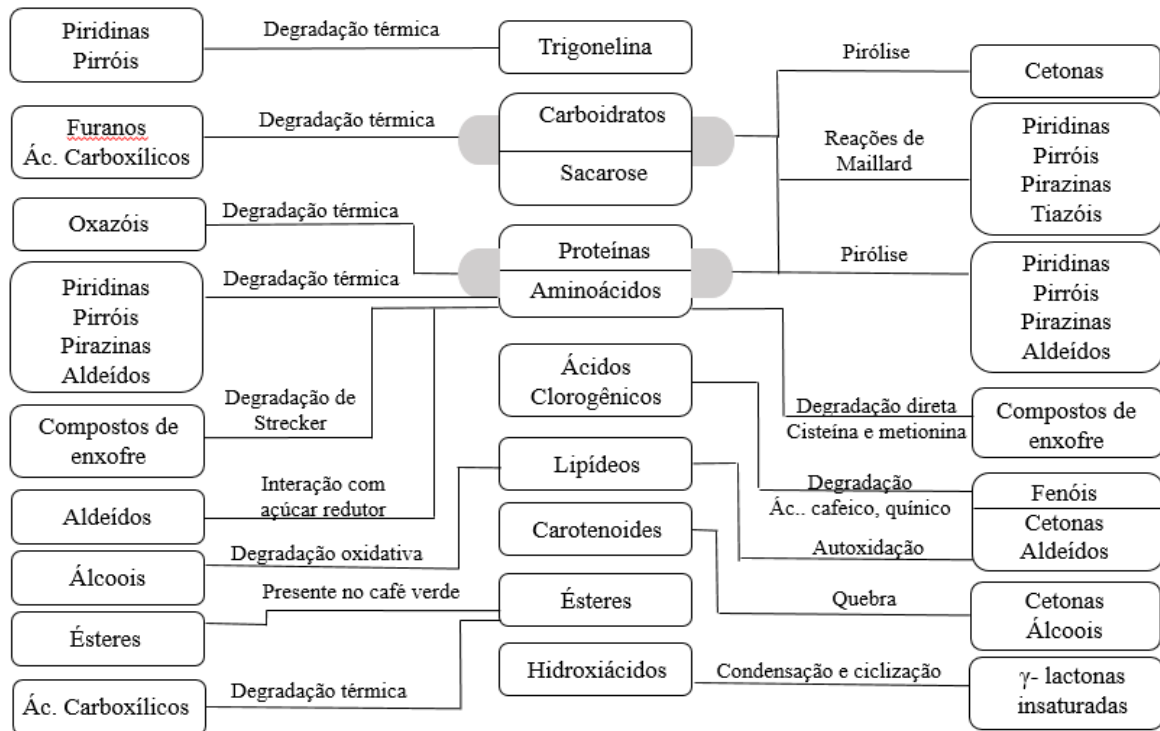 Piridinas
Pirróis
Degradação térmica
Trigonelina
Pirólise
Cetonas
Furanos
Ác. Carboxílicos
Degradação térmica
Carboidratos
Sacarose
Reações de
Maillard
Piridinas
Pirróis
Pirazinas
Tiazóis
Oxazóis
Degradação térmica
Proteínas
Aminoácidos
Pirólise
Piridinas
Pirróis
Pirazinas
Aldeídos
Piridinas
Pirróis
Pirazinas
Aldeídos
Degradação térmica
Ácidos
Clorogênicos
Degradação direta
Cisteína e metionina
Compostos de
enxofre
Compostos de
enxofre
Degradação de
Strecker
Lipídeos
Degradação
Ác.. cafeico, quínico
Fenóis
Cetonas
Aldeídos
Aldeídos
Interação com
açúcar redutor
Carotenoides
Autoxidação
Álcoois
Degradação oxidativa
Ésteres
Quebra
Cetonas
Álcoois
Ésteres
Presente no café verde
Hidroxiácidos
Condensação e ciclização
γ- lactonas
insaturadas
Ác. Carboxílicos
Degradação térmica